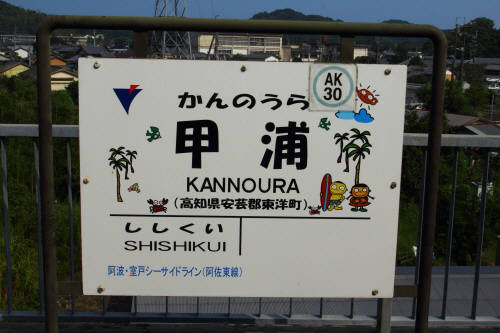 AK
30
かんのうら
甲浦
KANNOURA
(高知県安芸郡東洋町)
ししくい
SHISHIKUI
阿波・室戸シーサイドライン(阿佐東線)